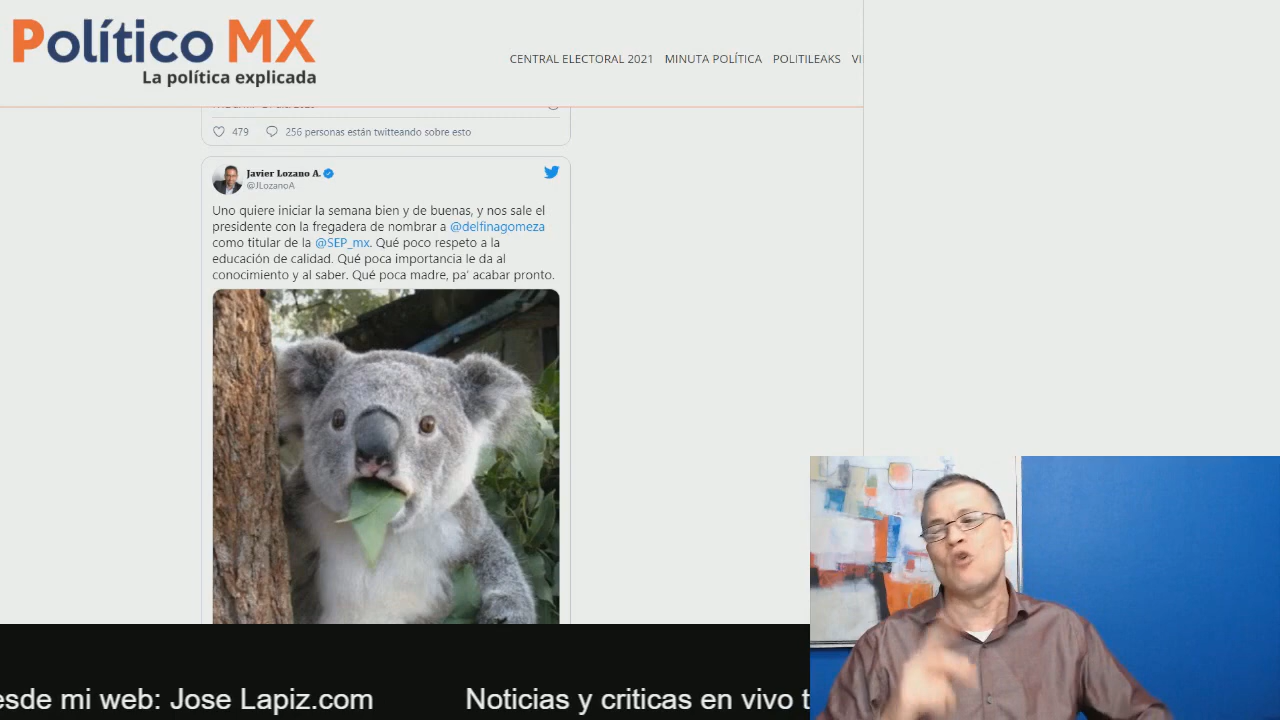 Político MX
La política explicada
CENTRAL ELECTORAL 2021 MINUTA POLÍTICA POLITILEAKS VI
479 256 personas están twitteando sobre esto
Javier Lozano A.
@JLozanoA
Uno quiere iniciar la semana bien y de buenas, y nos sale el
presidente con la fregadera de nombrar a @delfinagomeza
como titular de la @SEP_mx. Qué poco respeto a la
educación de calidad. Qué poca importancia le da al
conocimiento y al saber. Qué poca madre, pa' acabar pronto.
esde mi web: Jose Lapiz.com Noticias y criticas en vivo t